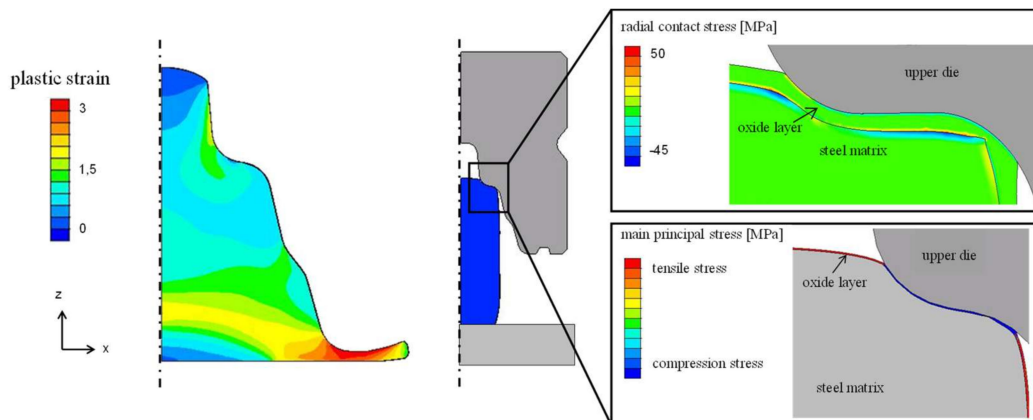 plastic strain
3
1,5
0
z
x
radial contact stress [MPa]
50
-45
upper die
oxide layer
steel matrix
main principal stress [MPa]
tensile stress
compression stress
upper die
oxide layer
steel matrix